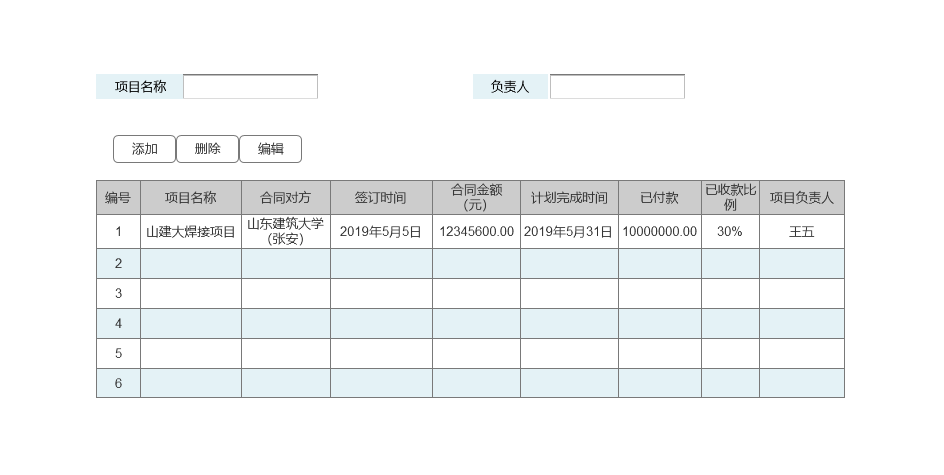 项目名称 负责人
添加 删除 编辑
编号 项目名称 合同对方 签订时间 合同金额（元） 计划完成时间 已付款 已收款比例 项目负责人
1 山建大焊接项目 山东建筑大学（张安） 2019年5月5日 12345600.00 2019年5月31日 10000000.00 30% 王五
2
3
4
5
6